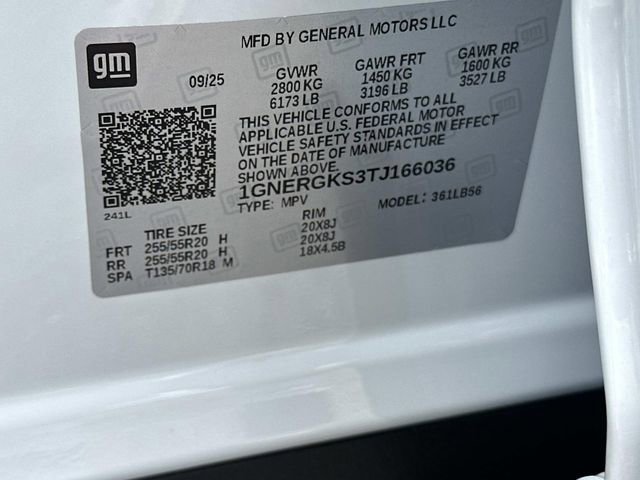 gm
MFD BY GENERAL MOTORS LLC
09/25 GVWR GAWR FRT GAWR RR
2800 KG 1450 KG 1600 KG
6173 LB 3196 LB 3527 LB
THIS VEHICLE CONFORMS TO ALL
APPLICABLE U.S. FEDERAL MOTOR
VEHICLE SAFETY STANDARDS IN EFFECT
ON THE DATE OF MANUFACTURE
SHOWN ABOVE.
1GNERGKS3TJ166036
241L TYPE: MPV MODEL: 361LB56
TIRE SIZE RIM
FRT 255/55R20 H 20X8J
RR 255/55R20 H 20X8J
SPA T135/70R18 M 18X4.5B